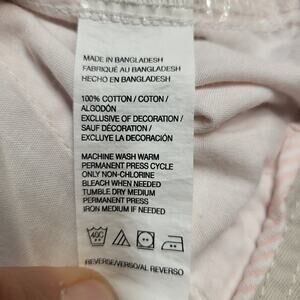 MADE IN BANGLADESH
FABRIQUÉ AU BANGLADESH
HECHO EN BANGLADESH
100% COTTON / COTON /
ALGODÓN
EXCLUSIVE OF DECORATION /
SAUF DÉCORATION /
EXCLUYE LA DECORACIÓN
MACHINE WASH WARM
PERMANENT PRESS CYCLE
ONLY NON-CHLORINE
BLEACH WHEN NEEDED
TUMBLE DRY MEDIUM
PERMANENT PRESS
IRON MEDIUM IF NEEDED
40C
REVERSE/VERSO/AL REVERSO